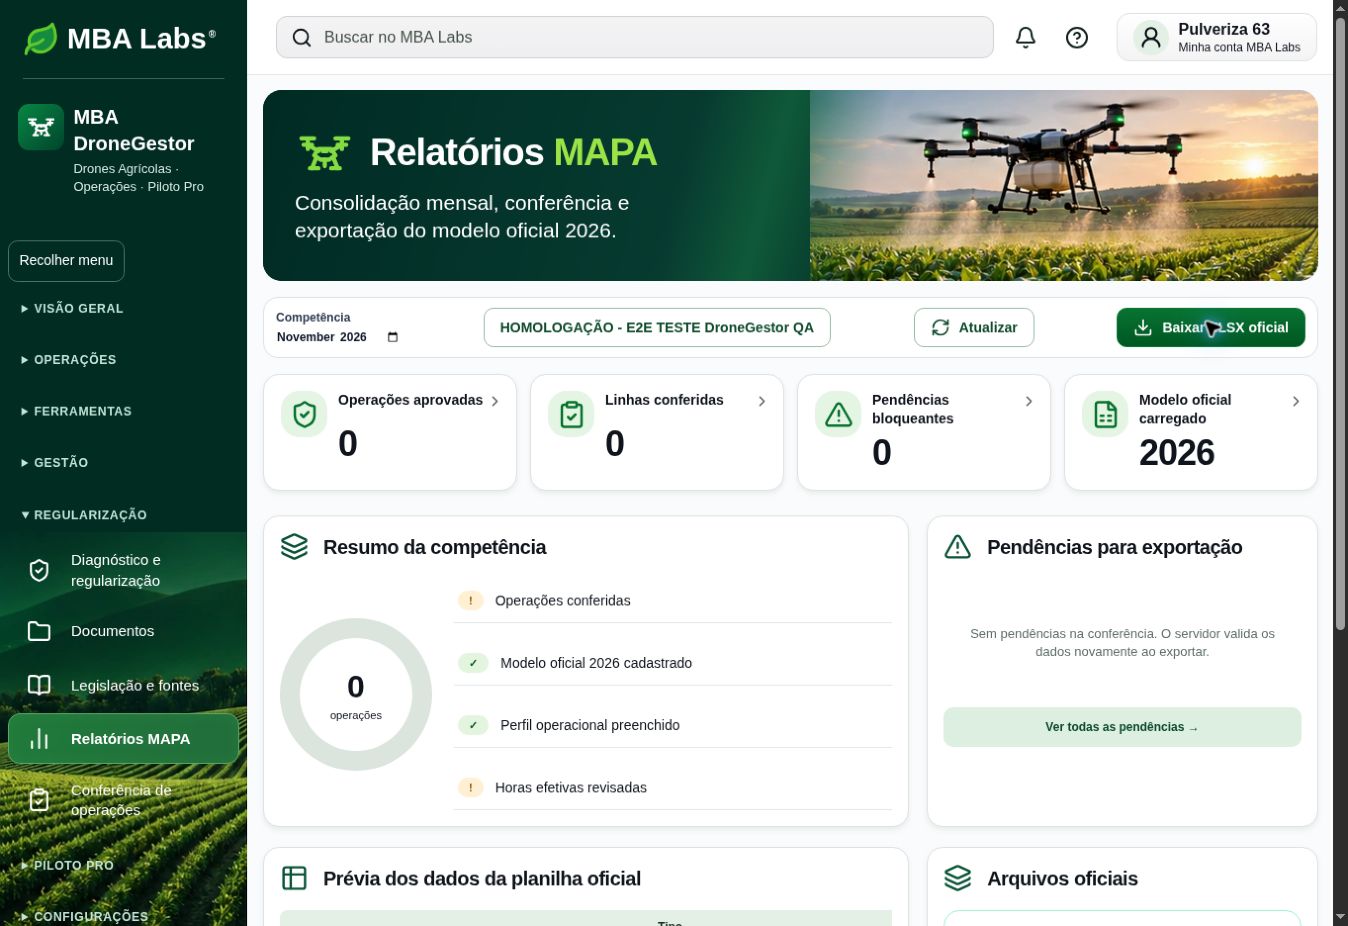 MBA Labs®
MBA
DroneGestor
Drones Agrícolas ·
Operações · Piloto Pro
Recolher menu
VISÃO GERAL
OPERAÇÕES
FERRAMENTAS
GESTÃO
REGULARIZAÇÃO
Diagnóstico e
regularização
Documentos
Legislação e fontes
Relatórios MAPA
Conferência de
operações
PILOTO PRO
CONFIGURAÇÕES
Buscar no MBA Labs
Pulveriza 63
Minha conta MBA Labs
Relatórios MAPA
Consolidação mensal, conferência e
exportação do modelo oficial 2026.
Competência
November 2026
HOMOLOGAÇÃO - E2E TESTE DroneGestor QA
Atualizar
Baixar XLSX oficial
Operações aprovadas
0
Linhas conferidas
0
Pendências
bloqueantes
0
Modelo oficial
carregado
2026
Resumo da competência
0
operações
! Operações conferidas
✓ Modelo oficial 2026 cadastrado
✓ Perfil operacional preenchido
! Horas efetivas revisadas
Pendências para exportação
Sem pendências na conferência. O servidor valida os
dados novamente ao exportar.
Ver todas as pendências →
Prévia dos dados da planilha oficial
Tipo
Arquivos oficiais